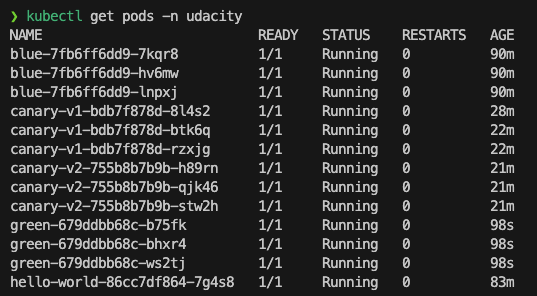 ❯ kubectl get pods -n udacity
NAME READY STATUS RESTARTS AGE
blue-7fb6ff6dd9-7kqr8 1/1 Running 0 90m
blue-7fb6ff6dd9-hv6mw 1/1 Running 0 90m
blue-7fb6ff6dd9-lnpxj 1/1 Running 0 90m
canary-v1-bdb7f878d-8l4s2 1/1 Running 0 28m
canary-v1-bdb7f878d-btk6q 1/1 Running 0 22m
canary-v1-bdb7f878d-rzxjg 1/1 Running 0 22m
canary-v2-755b8b7b9b-h89rn 1/1 Running 0 21m
canary-v2-755b8b7b9b-qjk46 1/1 Running 0 21m
canary-v2-755b8b7b9b-stw2h 1/1 Running 0 21m
green-679ddbb68c-b75fk 1/1 Running 0 98s
green-679ddbb68c-bhxr4 1/1 Running 0 98s
green-679ddbb68c-ws2tj 1/1 Running 0 98s
hello-world-86cc7df864-7g4s8 1/1 Running 0 83m